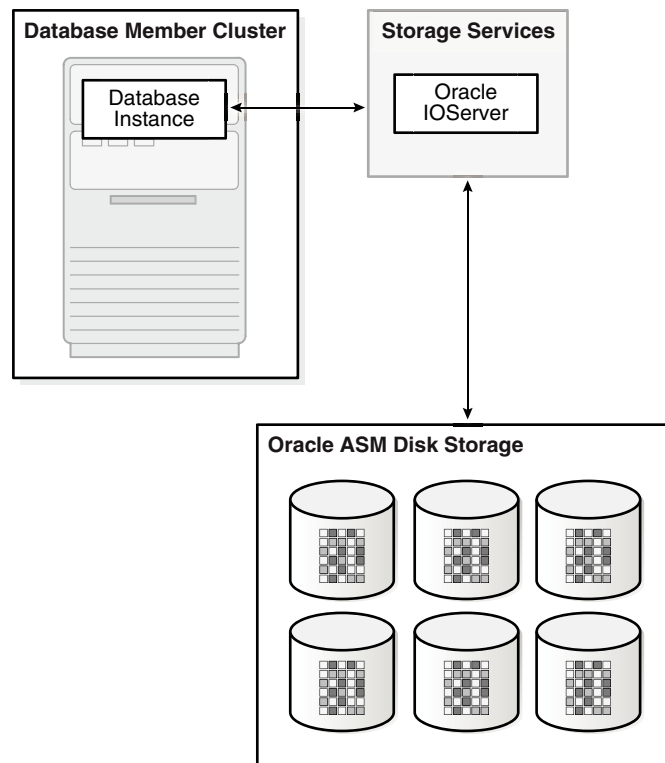 Database Member Cluster
Database
Instance
Storage Services
Oracle
IOServer
Oracle ASM Disk Storage